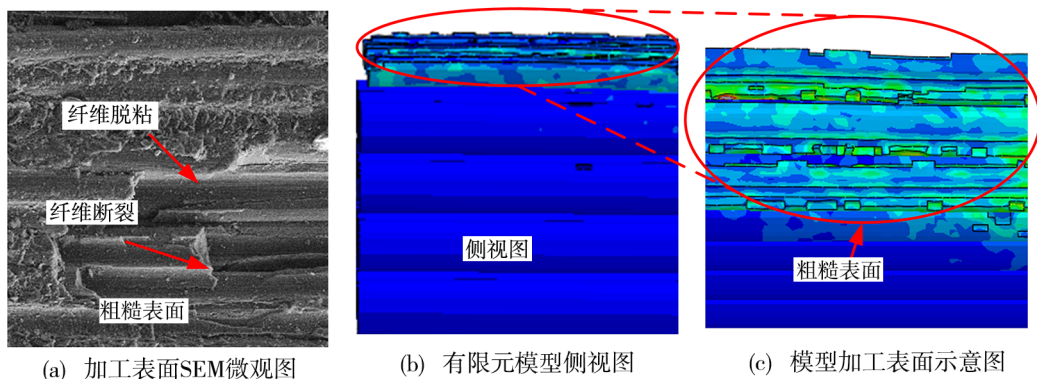 纤维脱粘
纤维断裂
粗糙表面
侧视图
粗糙表面
(a) 加工表面SEM微观图
(b) 有限元模型侧视图
(c) 模型加工表面示意图